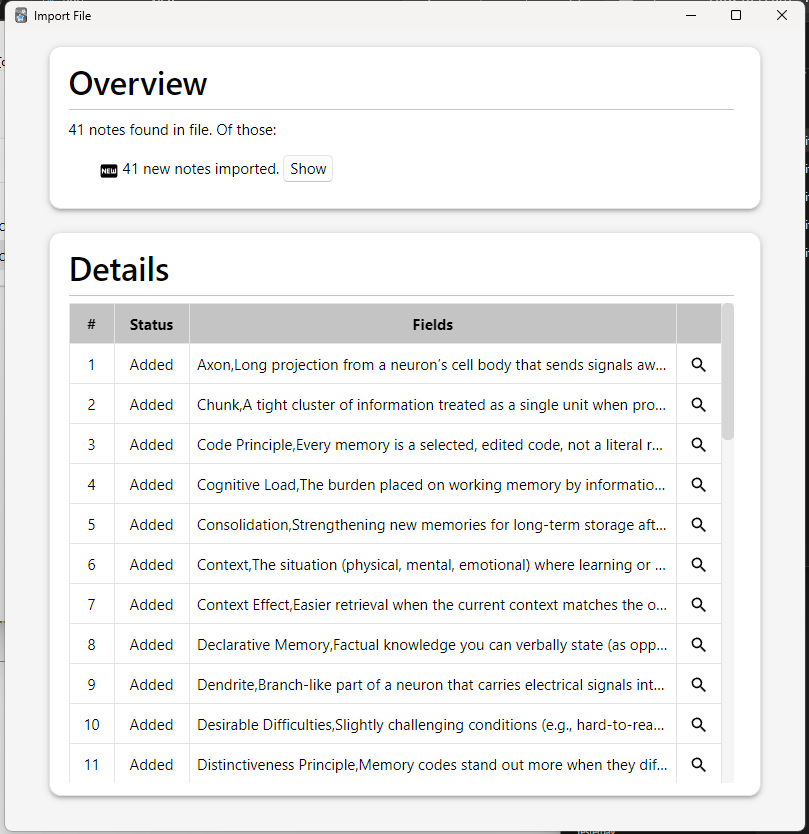 Import File
Overview
41 notes found in file. Of those:
NEW 41 new notes imported. Show
Details
# Status Fields
1 Added Axon,Long projection from a neuron’s cell body that sends signals aw...
2 Added Chunk,A tight cluster of information treated as a single unit when pro...
3 Added Code Principle,Every memory is a selected, edited code, not a literal r...
4 Added Cognitive Load,The burden placed on working memory by informatio...
5 Added Consolidation,Strengthening new memories for long-term storage aft...
6 Added Context,The situation (physical, mental, emotional) where learning or ...
7 Added Context Effect,Easier retrieval when the current context matches the o...
8 Added Declarative Memory,Factual knowledge you can verbally state (as opp...
9 Added Dendrite,Branch-like part of a neuron that carries electrical signals int...
10 Added Desirable Difficulties,Slightly challenging conditions (e.g., hard-to-rea...
11 Added Distinctiveness Principle,Memory codes stand out more when they dif...